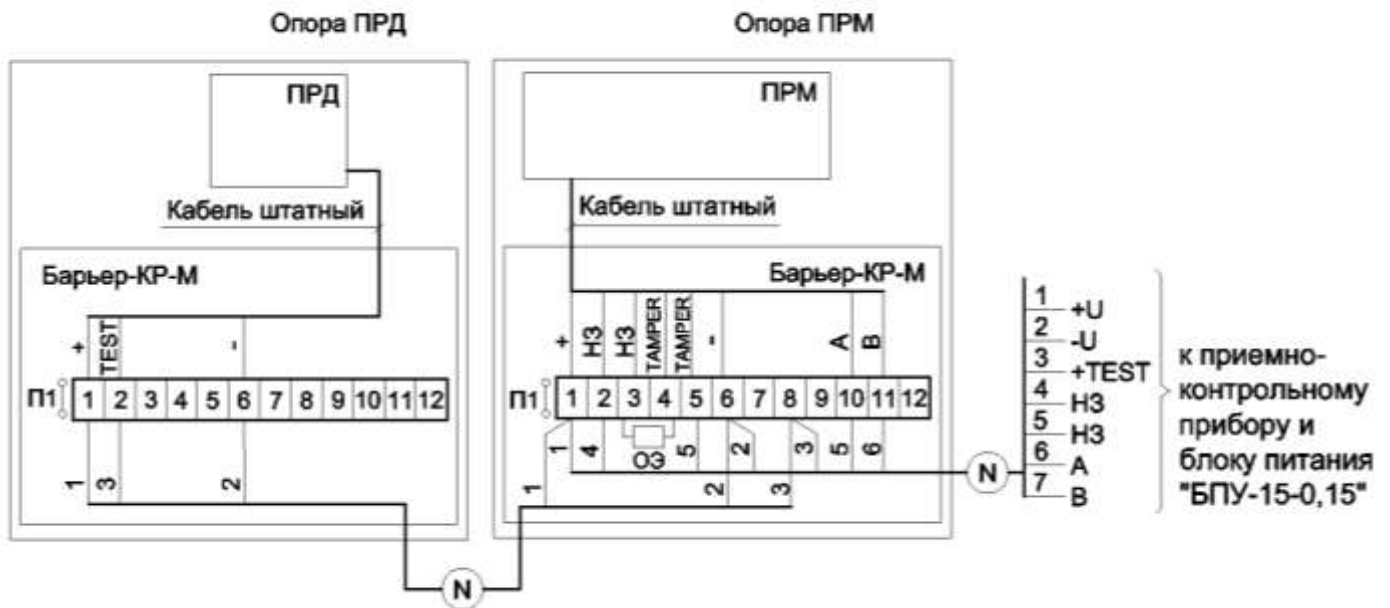 Опора ПРД
Опора ПРМ
ПРД
ПРМ
Кабель штатный
Кабель штатный
Барьер-КР-М
Барьер-КР-М
+ TEST -
+ НЗ НЗ TAMPER TAMPER - A B
П1 1 2 3 4 5 6 7 8 9 10 11 12
П1 1 2 3 4 5 6 7 8 9 10 11 12
1 3 2
1 4 ОЭ 5 2 3 5 6
1 2 3
N
N
1 +U
2 -U
3 +TEST
4 НЗ
5 НЗ
6 A
7 B
к приемно-
контрольному
прибору и
блоку питания
"БПУ-15-0,15"